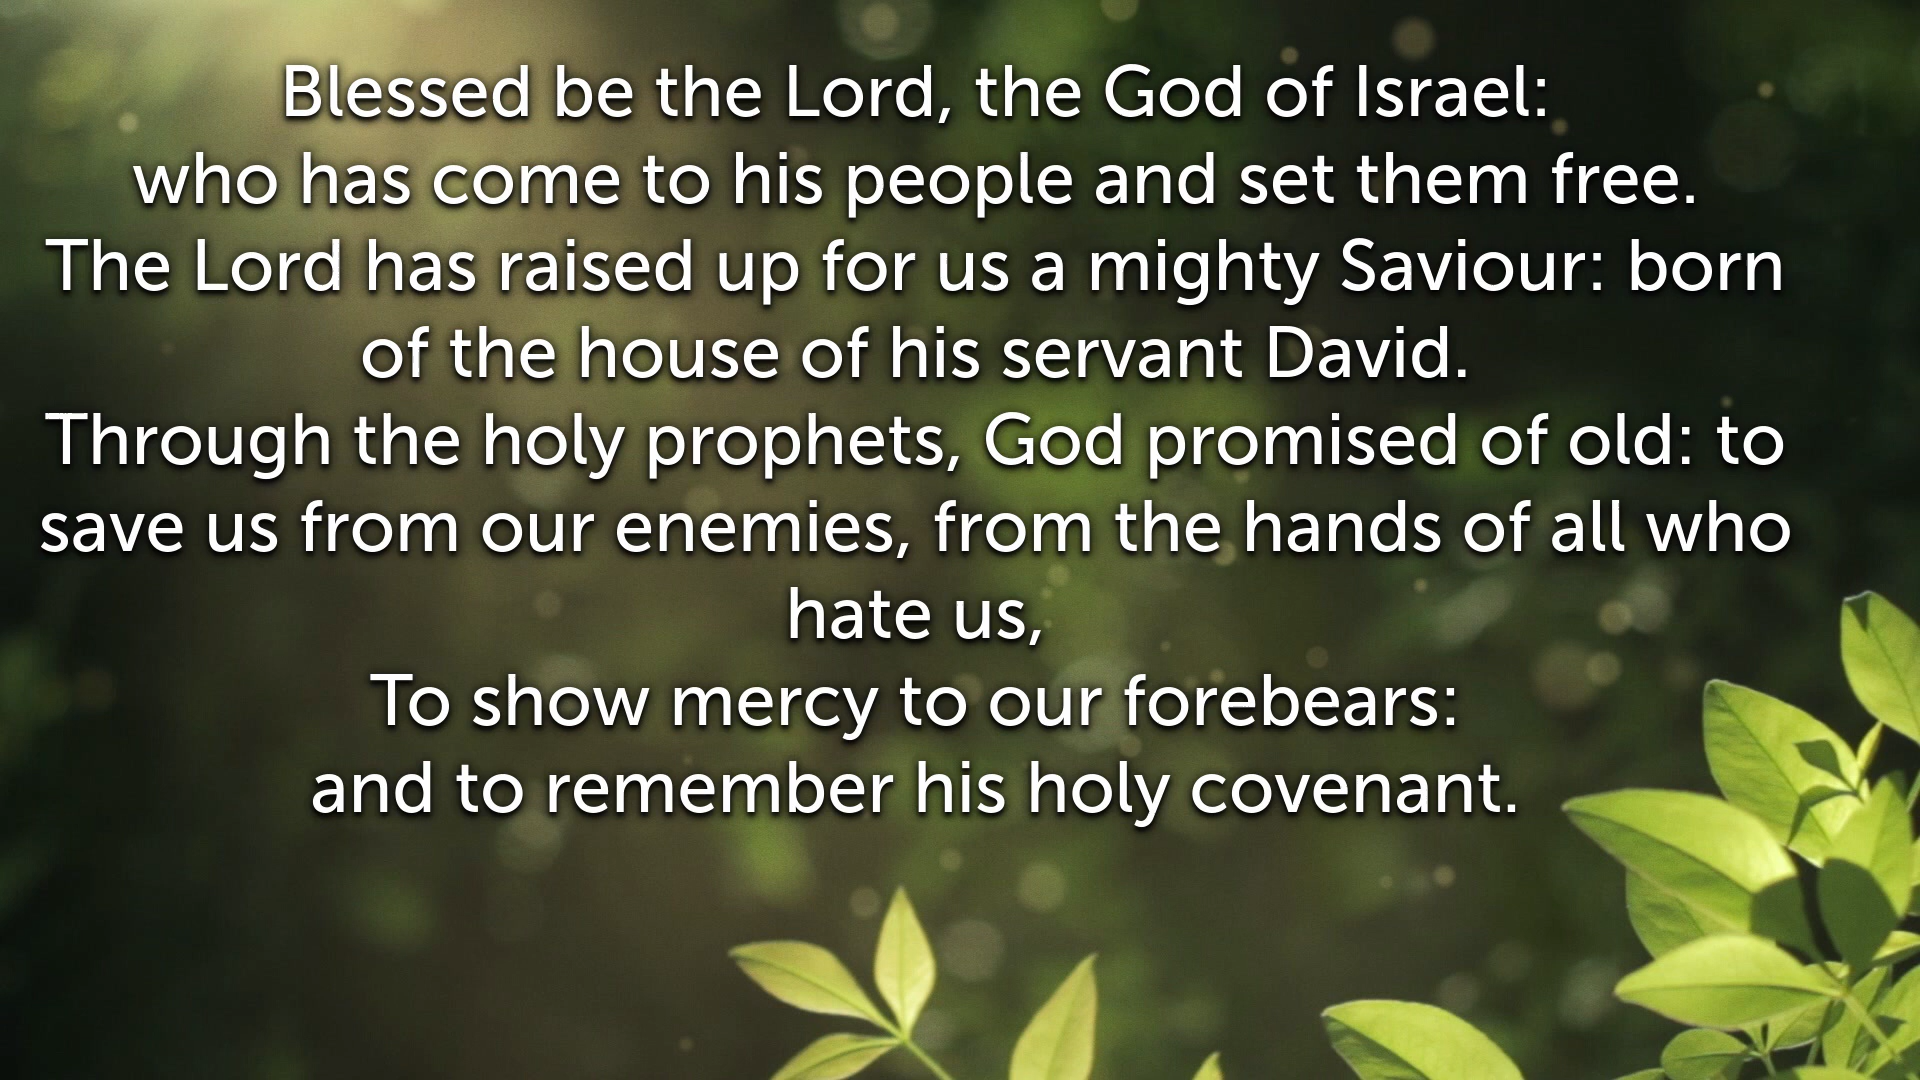 Blessed be the Lord, the God of Israel:
who has come to his people and set them free.
The Lord has raised up for us a mighty Saviour: born
of the house of his servant David.
Through the holy prophets, God promised of old: to
save us from our enemies, from the hands of all who
hate us,
To show mercy to our forebears:
and to remember his holy covenant.